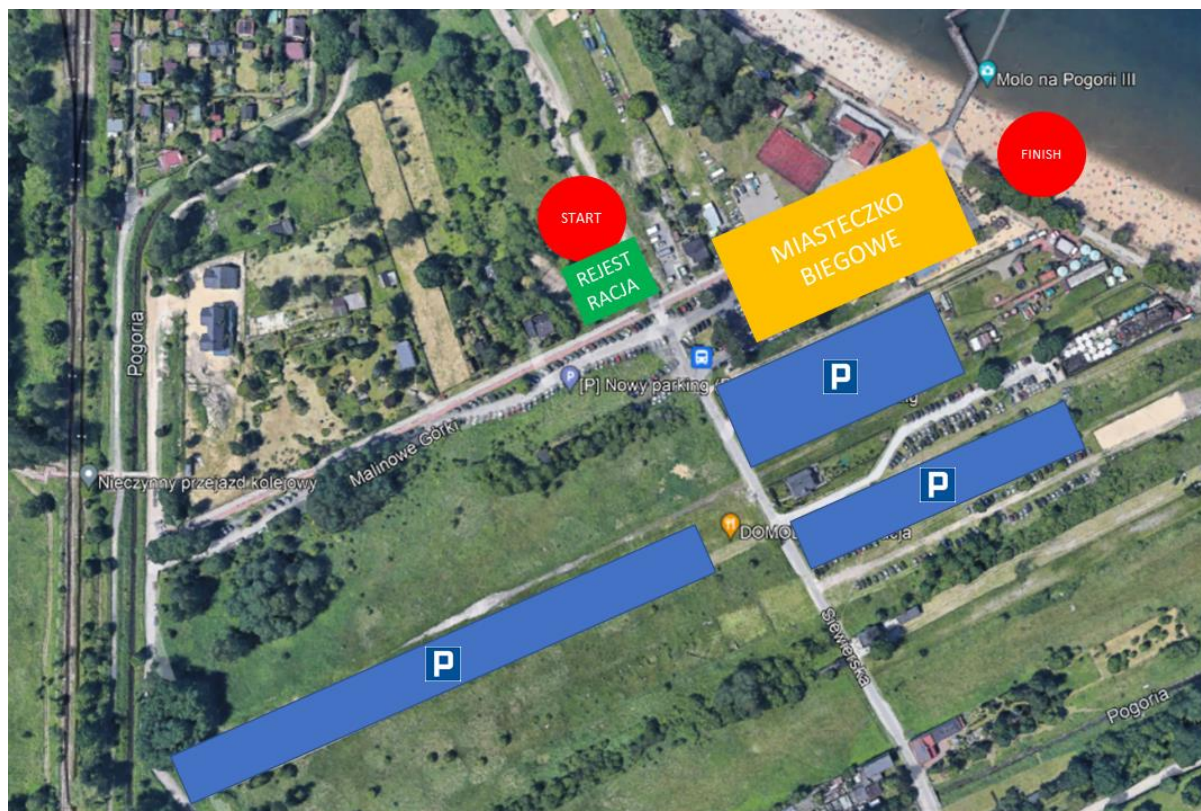 Molo na Pogorii III
FINISH
START
MIASTECZKO
BIEGOWE
REJEST
RACJA
Pogoria
P
P
[P] Nowy parking
Malinowe Górki
P
Nieczynny przejazd kolejowy
Siewierska
P
Pogoria